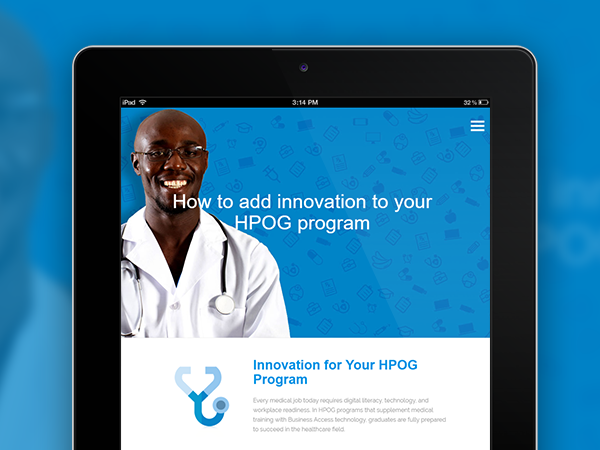 iPad
3:14 PM
32 %
How to add innovation to your
HPOG program
Innovation for Your HPOG
Program
Every medical job today requires digital literacy, technology, and
workplace readiness. In HPOG programs that supplement medical
training with Business Access technology, graduates are fully prepared
to succeed in the healthcare field.